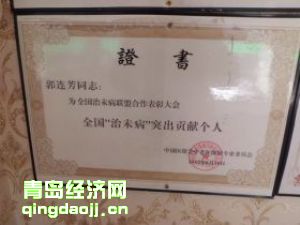 證書
郭连芳同志：
为全国治未病联盟合作表彰大会
全国“治未病”突出贡献个人
青岛经济网
qingdaojj.cn